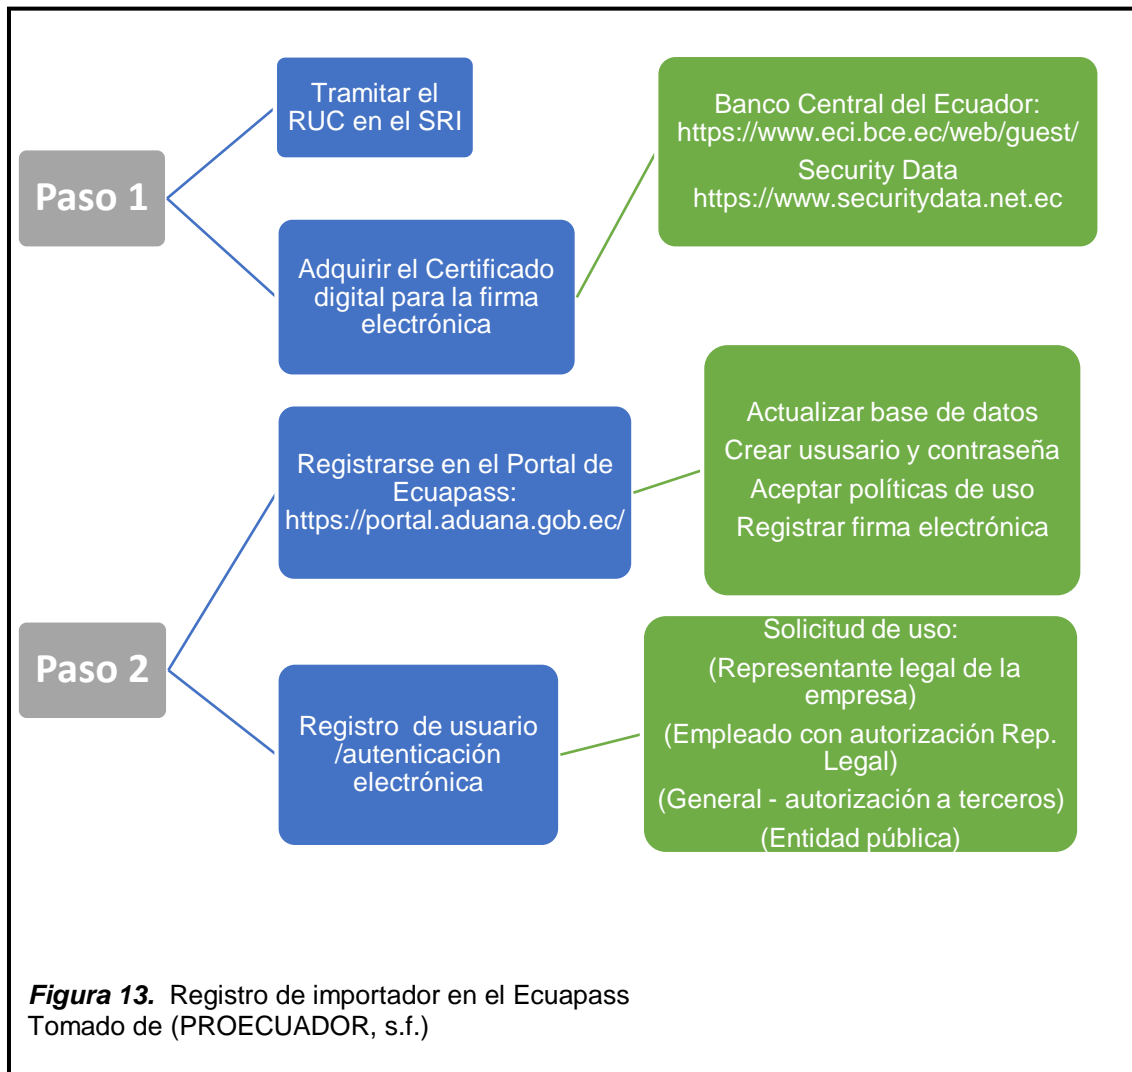 Paso 1
Tramitar el
RUC en el SRI
Adquirir el Certificado
digital para la firma
electrónica
Banco Central del Ecuador:
https://www.eci.bce.ec/web/guest/
Security Data
https://www.securitydata.net.ec
Paso 2
Registrarse en el Portal de
Ecuapass:
https://portal.aduana.gob.ec/
Actualizar base de datos
Crear ususario y contraseña
Aceptar políticas de uso
Registrar firma electrónica
Registro  de usuario
/autenticación
electrónica
Solicitud de uso:
(Representante legal de la
empresa)
(Empleado con autorización Rep.
Legal)
(General - autorización a terceros)
(Entidad pública)
Figura 13.  Registro de importador en el Ecuapass
Tomado de (PROECUADOR, s.f.)